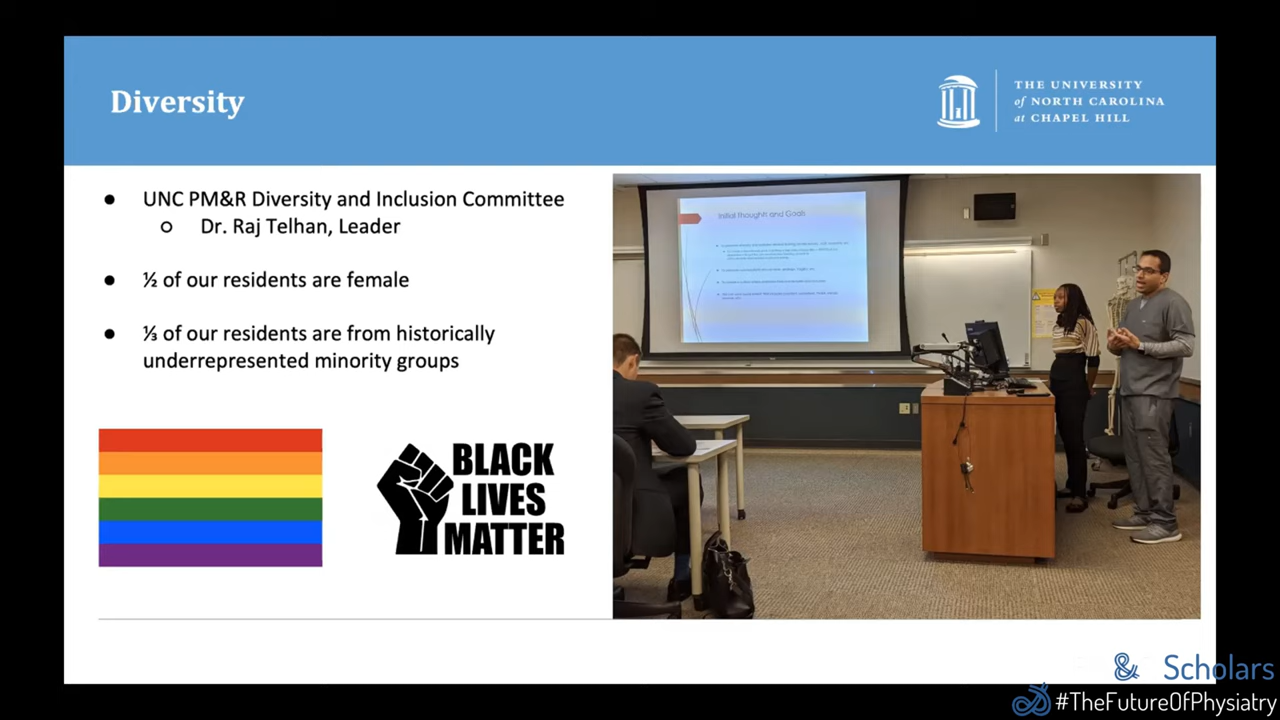 Diversity
THE UNIVERSITY
of NORTH CAROLINA
at CHAPEL HILL
● UNC PM&R Diversity and Inclusion Committee
○ Dr. Raj Telhan, Leader
● ½ of our residents are female
● ⅓ of our residents are from historically
underrepresented minority groups
BLACK
LIVES
MATTER
Initial Thoughts and Goals
& Scholars
#TheFutureOfPhysiatry